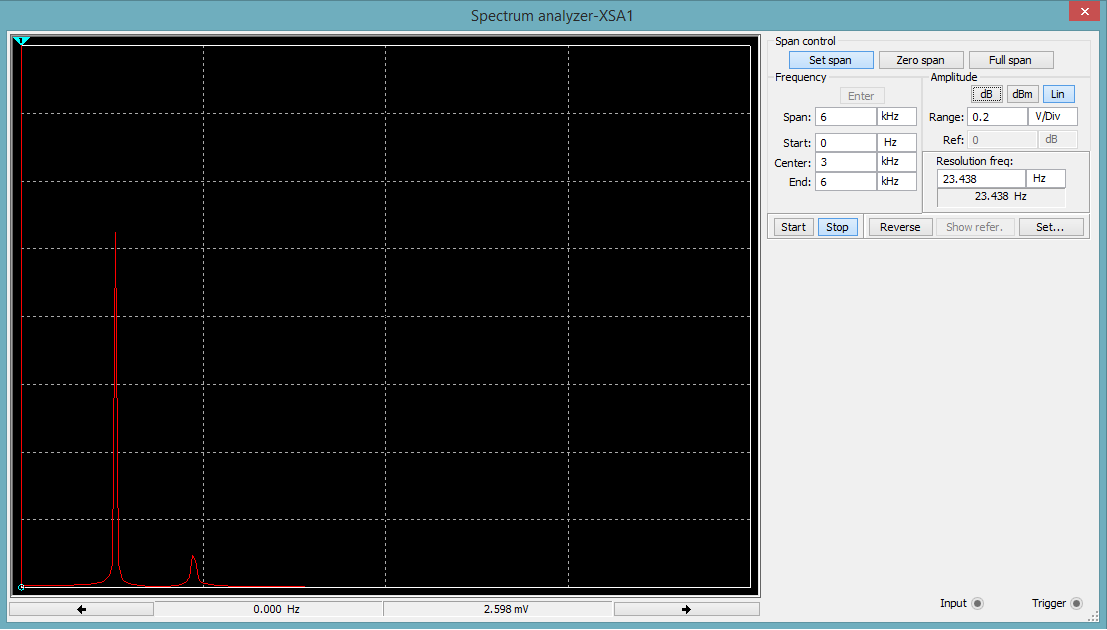 Spectrum analyzer-XSA1
1
Span control
Set span Zero span Full span
Frequency
Enter
Span: 6 kHz
Start: 0 Hz
Center: 3 kHz
End: 6 kHz
Amplitude
dB dBm Lin
Range: 0.2 V/Div
Ref: 0 dB
Resolution freq:
23.438 Hz
23.438 Hz
Start Stop Reverse Show refer. Set...
0.000 Hz 2.598 mV
Input Trigger